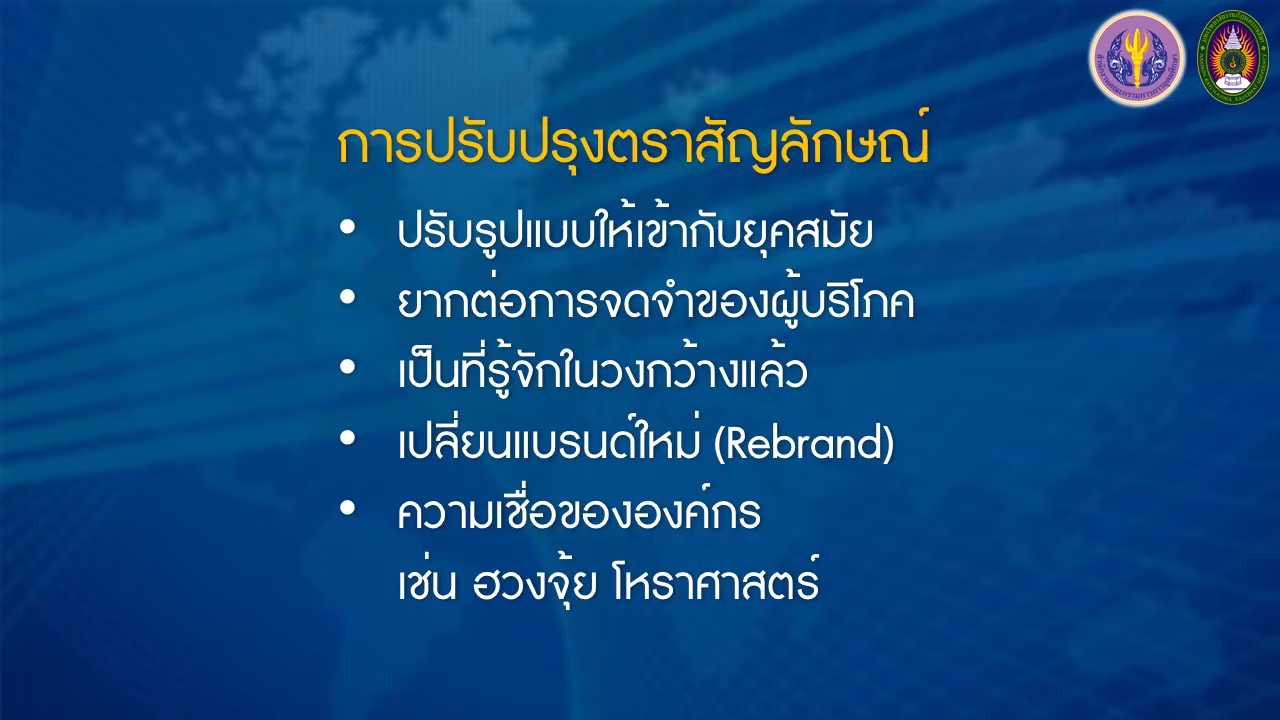 การปรับปรุงตราสัญลักษณ์
• ปรับรูปแบบให้เข้ากับยุคสมัย
• ยากต่อการจดจำของผู้บริโภค
• เป็นที่รู้จักในวงกว้างแล้ว
• เปลี่ยนแบรนด์ใหม่ (Rebrand)
• ความเชื่อขององค์กร
เช่น ฮวงจุ้ย โหราศาสตร์